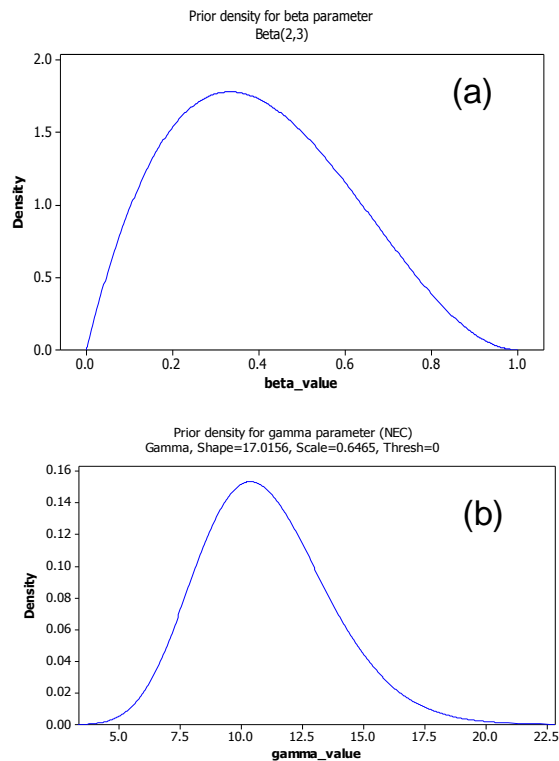 Prior density for beta parameter
Beta(2,3)
2.0
(a)
1.5
1.0
Density
0.5
0.0
0.0 0.2 0.4 0.6 0.8 1.0
beta_value
Prior density for gamma parameter (NEC)
Gamma, Shape=17.0156, Scale=0.6465, Thresh=0
0.16
(b)
0.14
0.12
0.10
0.08
Density
0.06
0.04
0.02
0.00
5.0 7.5 10.0 12.5 15.0 17.5 20.0 22.5
gamma_value